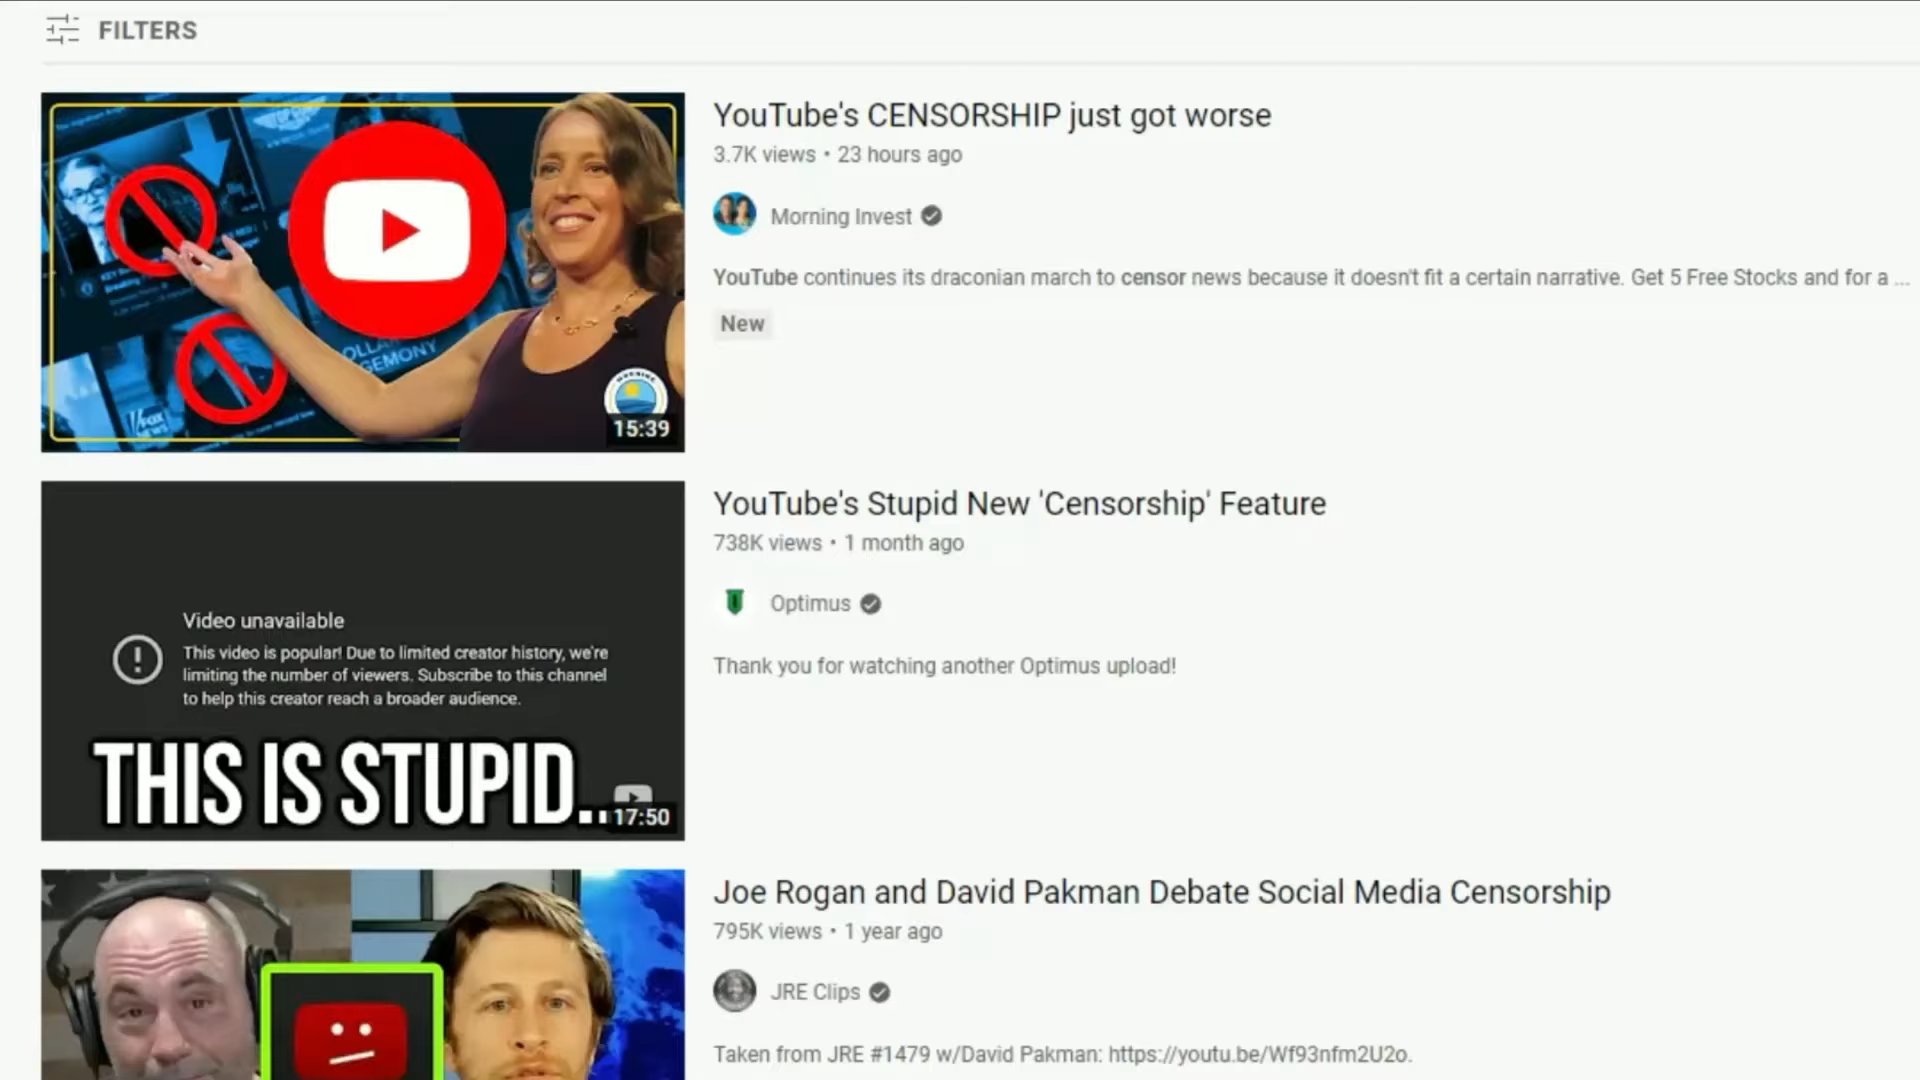 FILTERS
YouTube's CENSORSHIP just got worse
3.7K views • 23 hours ago
Morning Invest
YouTube continues its draconian march to censor news because it doesn't fit a certain narrative. Get 5 Free Stocks and for a ...
New
OLLA
GEMONY
FOX
NEWS
MORNING
15:39
YouTube's Stupid New 'Censorship' Feature
738K views • 1 month ago
Optimus
Thank you for watching another Optimus upload!
Video unavailable
This video is popular! Due to limited creator history, we're
limiting the number of viewers. Subscribe to this channel
to help this creator reach a broader audience.
THIS IS STUPID...
17:50
Joe Rogan and David Pakman Debate Social Media Censorship
795K views • 1 year ago
JRE Clips
Taken from JRE #1479 w/David Pakman: https://youtu.be/Wf93nfm2U2o.